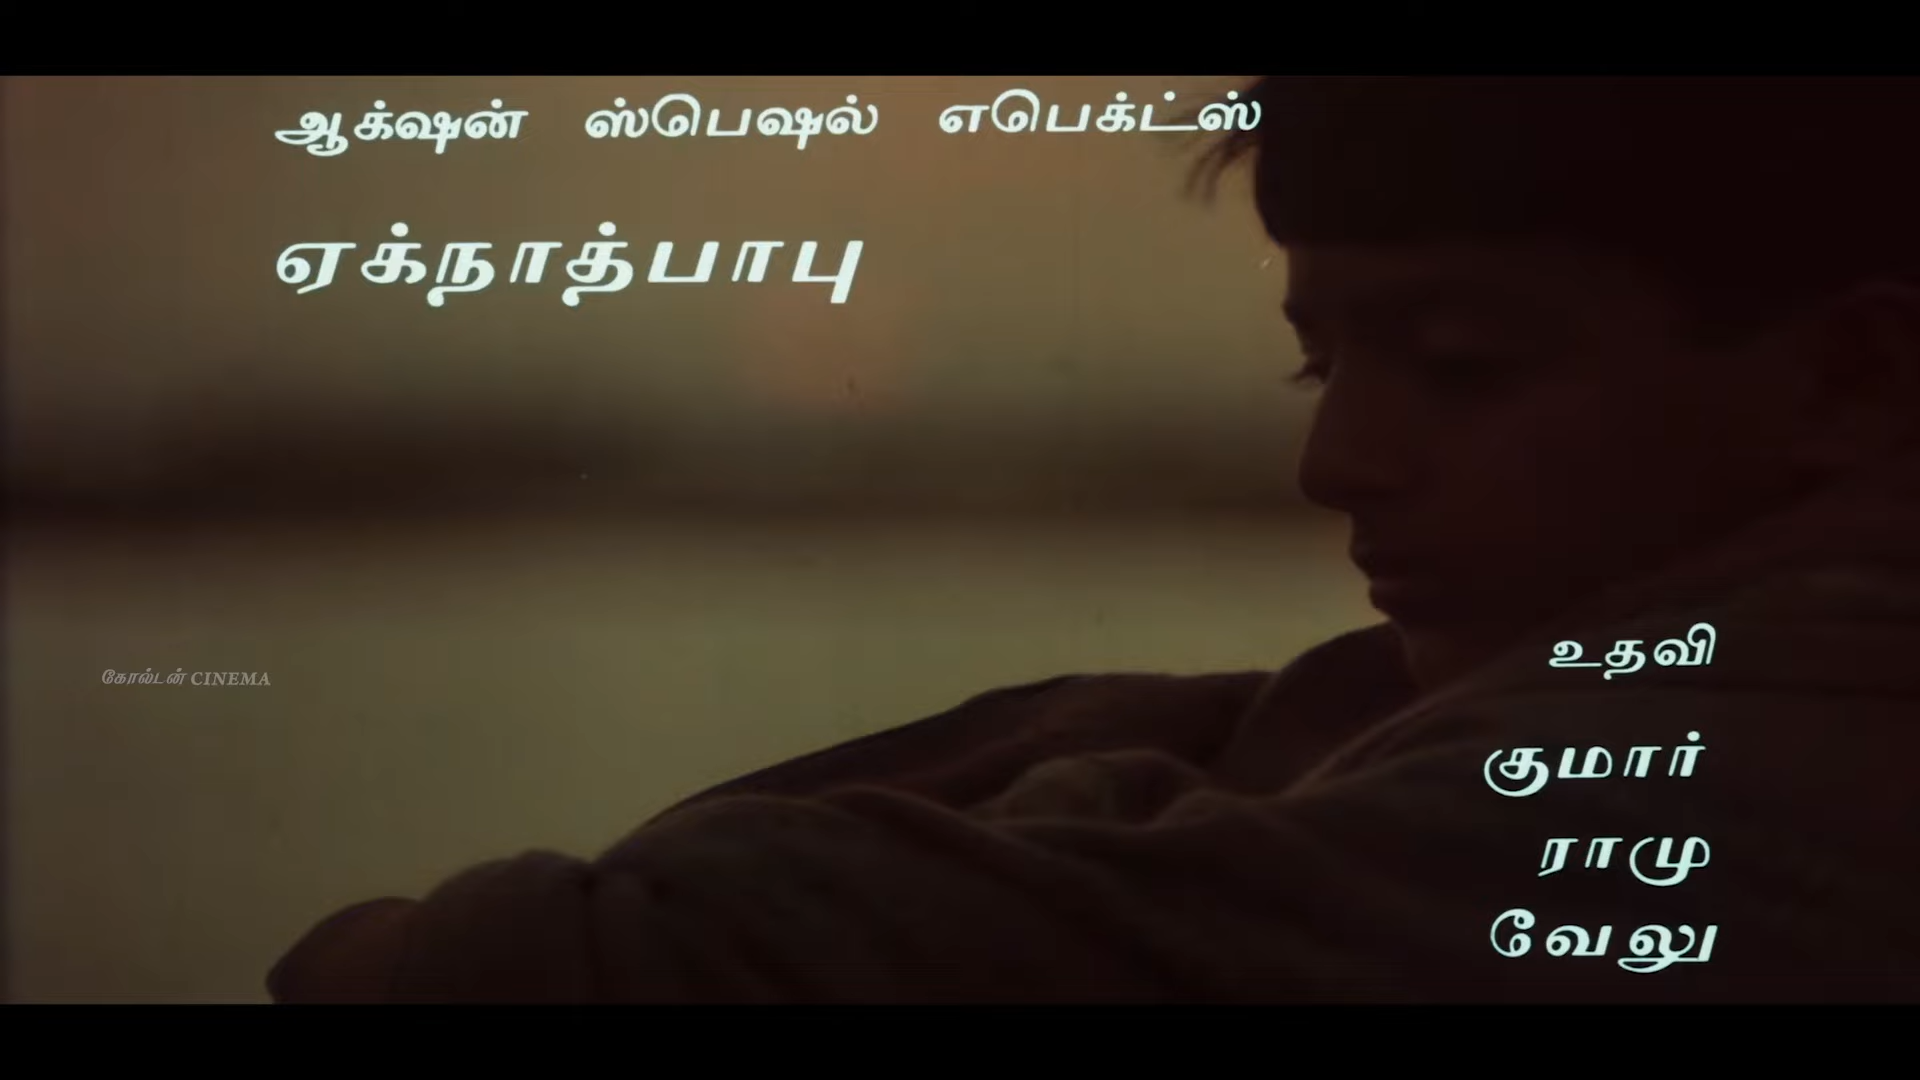 ஆக்‌ஷன் ஸ்பெஷல் எபெக்ட்ஸ்
ஏக்நாத்பாபு
உதவி
கோல்டன் CINEMA
குமார்
ராமு
வேலு